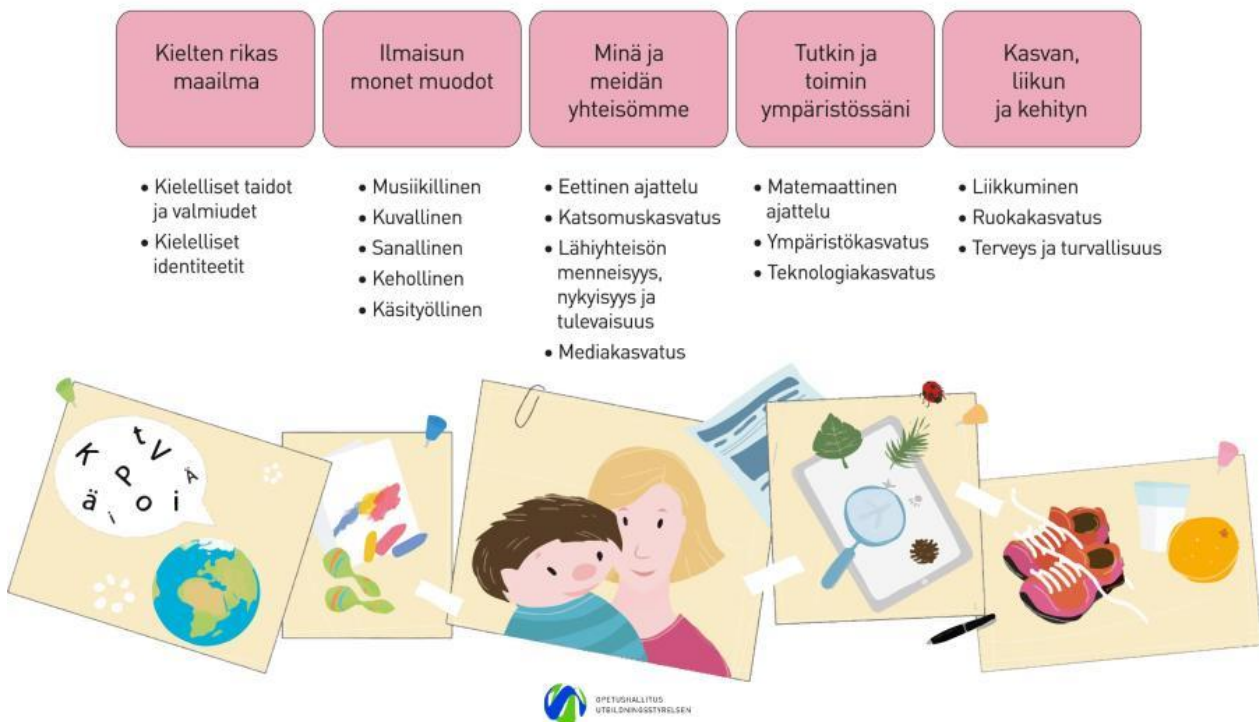 Kielten rikas
maailma
Ilmaisun
monet muodot
Minä ja
meidän
yhteisömme
Tutkin ja
toimin
ympäristössäni
Kasvan,
liikun
ja kehityn
• Kielelliset taidot
ja valmiudet
• Kielelliset
identiteetit
• Musiikillinen
• Kuvallinen
• Sanallinen
• Kehollinen
• Käsityöllinen
• Eettinen ajattelu
• Katsomuskasvatus
• Lähiyhteisön
menneisyys,
nykyisyys ja
tulevaisuus
• Mediakasvatus
• Matemaattinen
ajattelu
• Ympäristökasvatus
• Teknologiakasvatus
• Liikkuminen
• Ruokakasvatus
• Terveys ja turvallisuus
K t V
P Ä
ä i o i
OPETUSHALLITUS
UTBILDNINGSSTYRELSEN